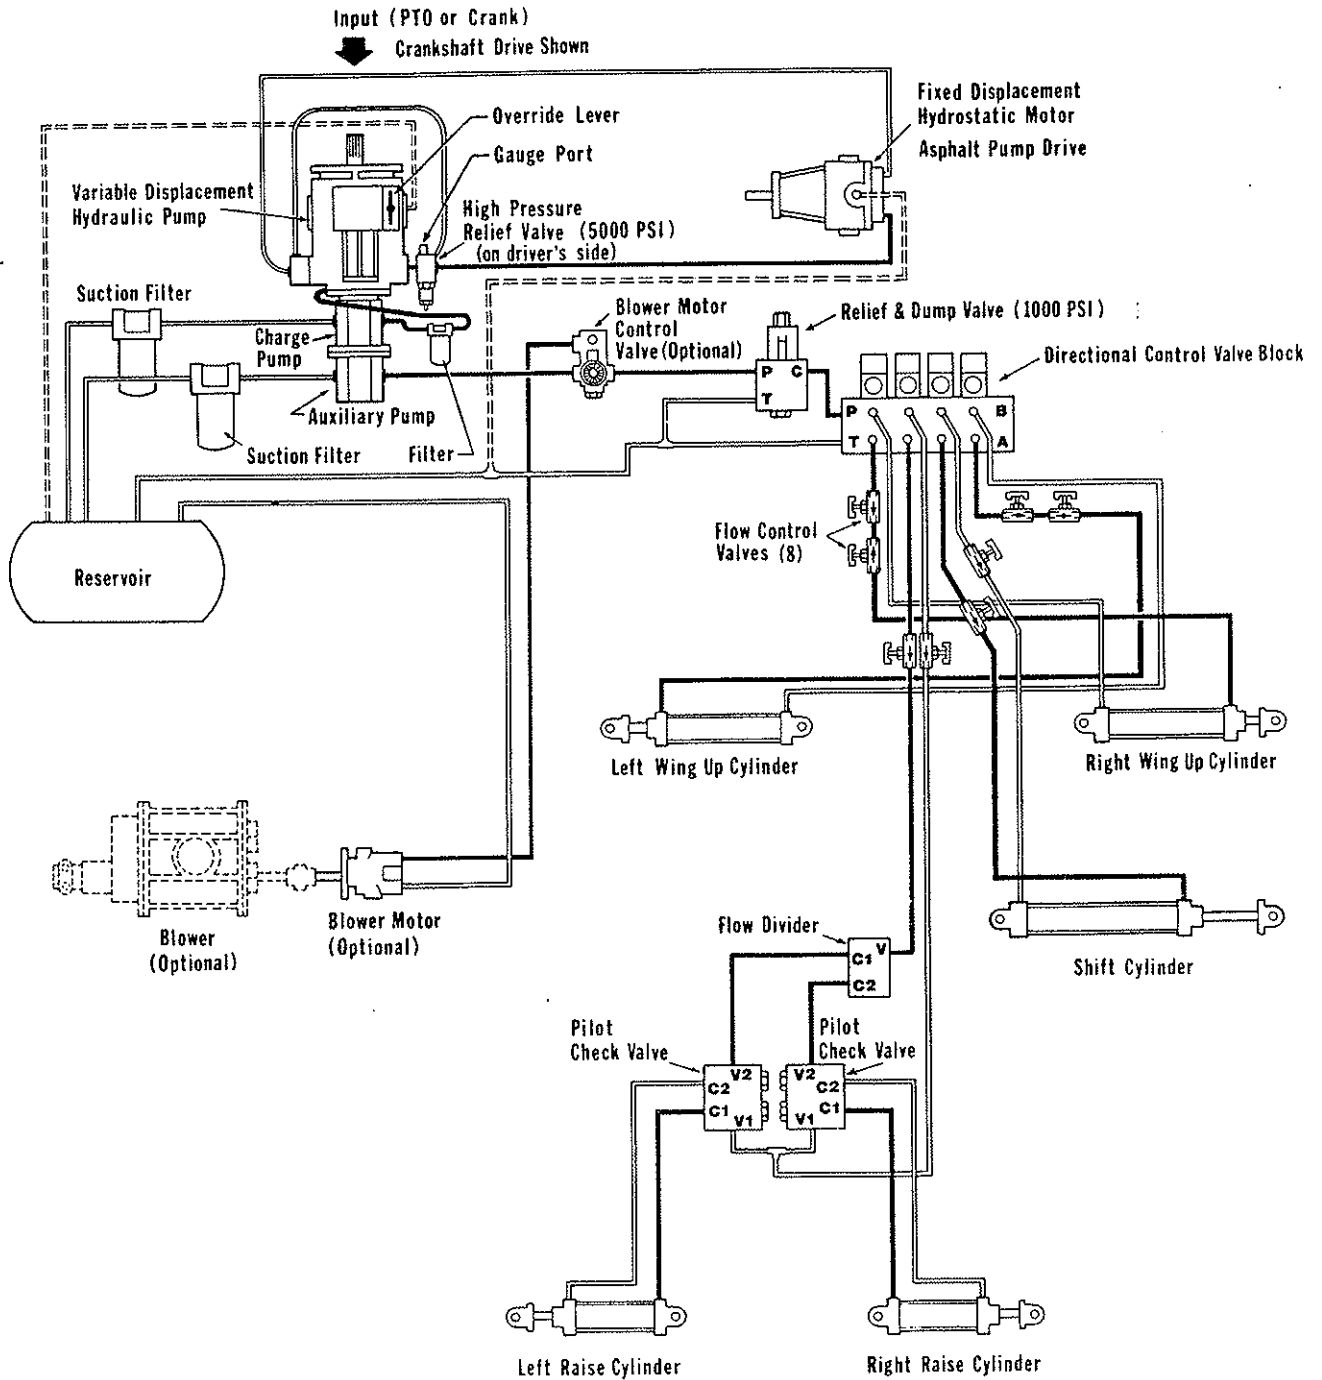 Input (PTO or Crank)
Crankshaft Drive Shown
Override Lever
Gauge Port
Fixed Displacement
Hydrostatic Motor
Asphalt Pump Drive
Variable Displacement
Hydraulic Pump
High Pressure
Relief Valve (5000 PSI)
(on driver's side)
Suction Filter
Charge
Pump
Blower Motor
Control
Valve (Optional)
Relief & Dump Valve (1000 PSI)
Directional Control Valve Block
P C
T
P B
T A
Auxiliary Pump
Suction Filter
Filter
Flow Control
Valves (8)
Reservoir
Left Wing Up Cylinder
Right Wing Up Cylinder
Blower
(Optional)
Blower Motor
(Optional)
Flow Divider
V
C1
C2
Shift Cylinder
Pilot
Check Valve
Pilot
Check Valve
V2
C2
C1
V1
V2
C2
C1
V1
Left Raise Cylinder
Right Raise Cylinder